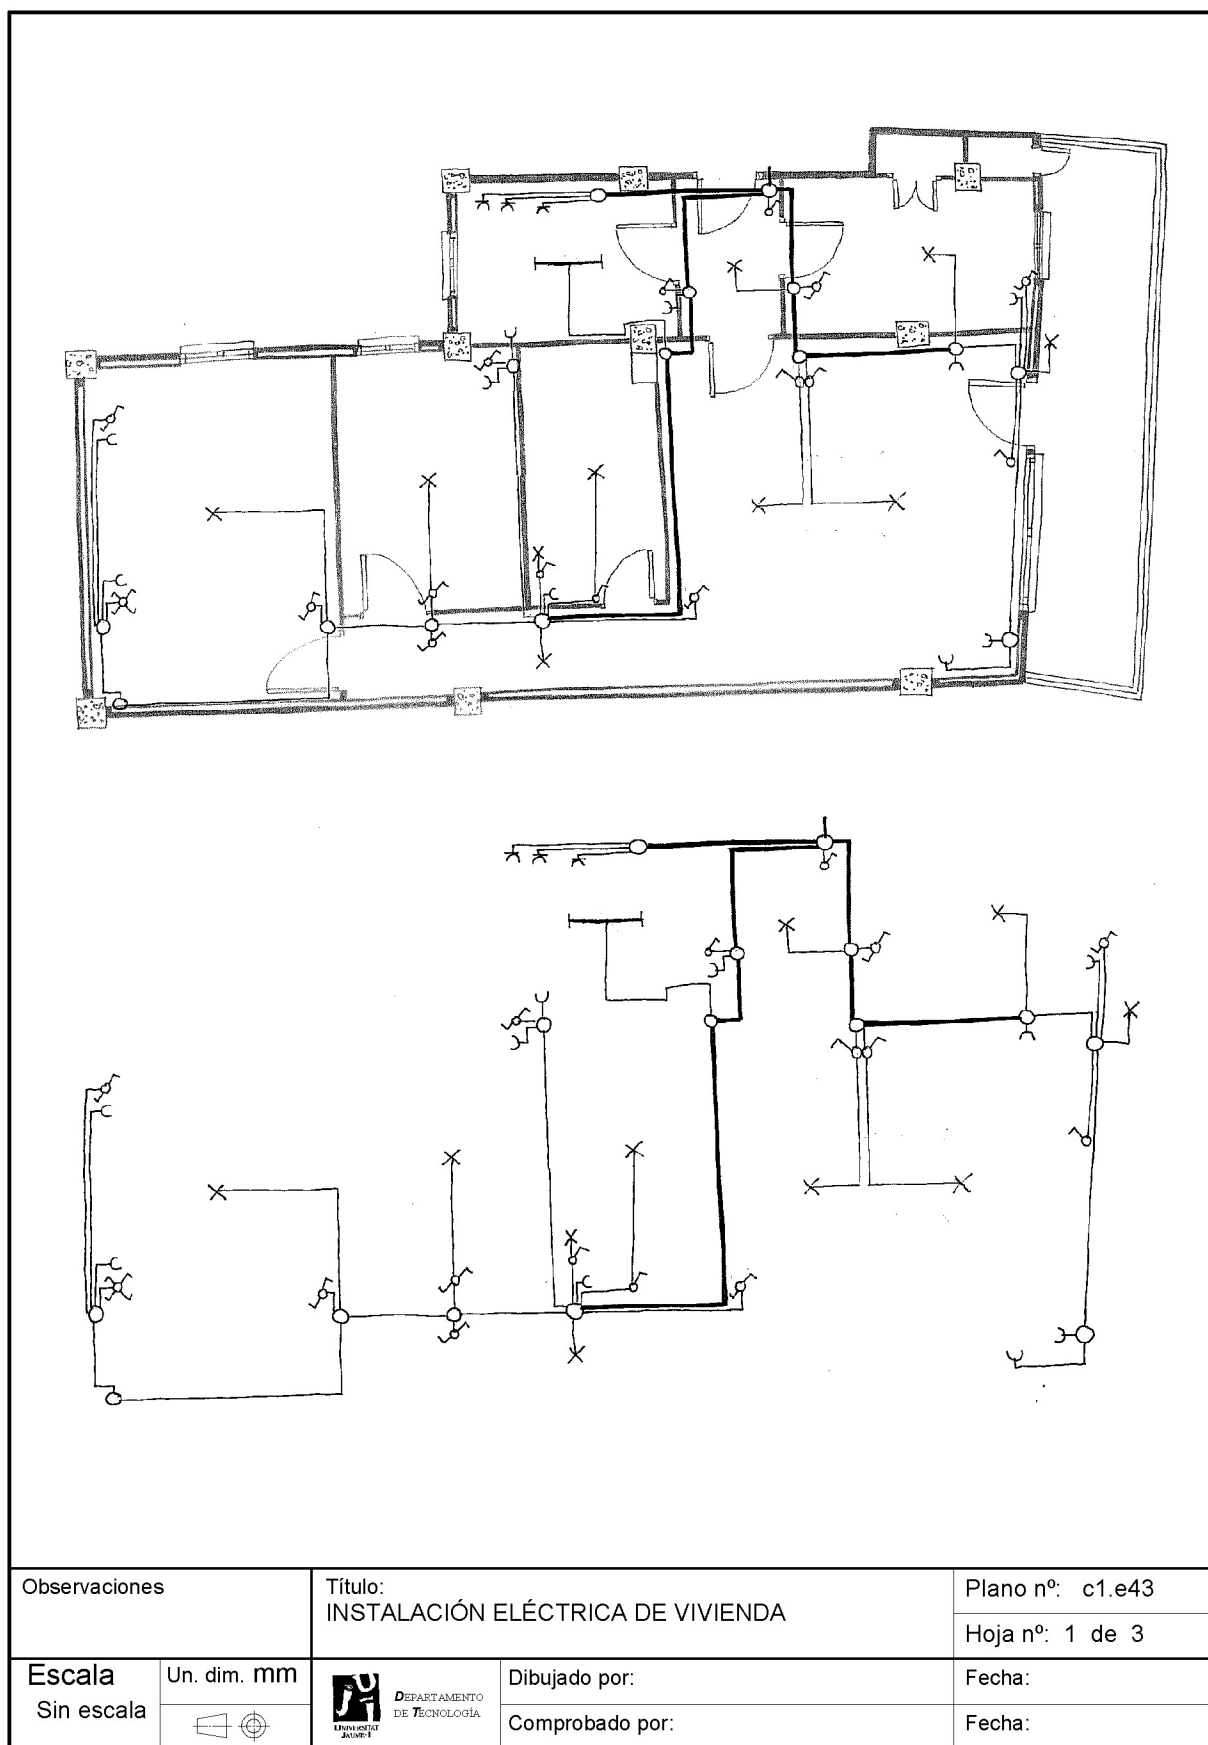 Observaciones
Título:
INSTALACIÓN ELÉCTRICA DE VIVIENDA
Plano nº: c1.e43
Hoja nº: 1 de 3
Escala
Sin escala
Un. dim. mm
UNIVERSITAT
JAUME·I
DEPARTAMENTO
DE TECNOLOGÍA
Dibujado por:
Fecha:
Comprobado por:
Fecha: